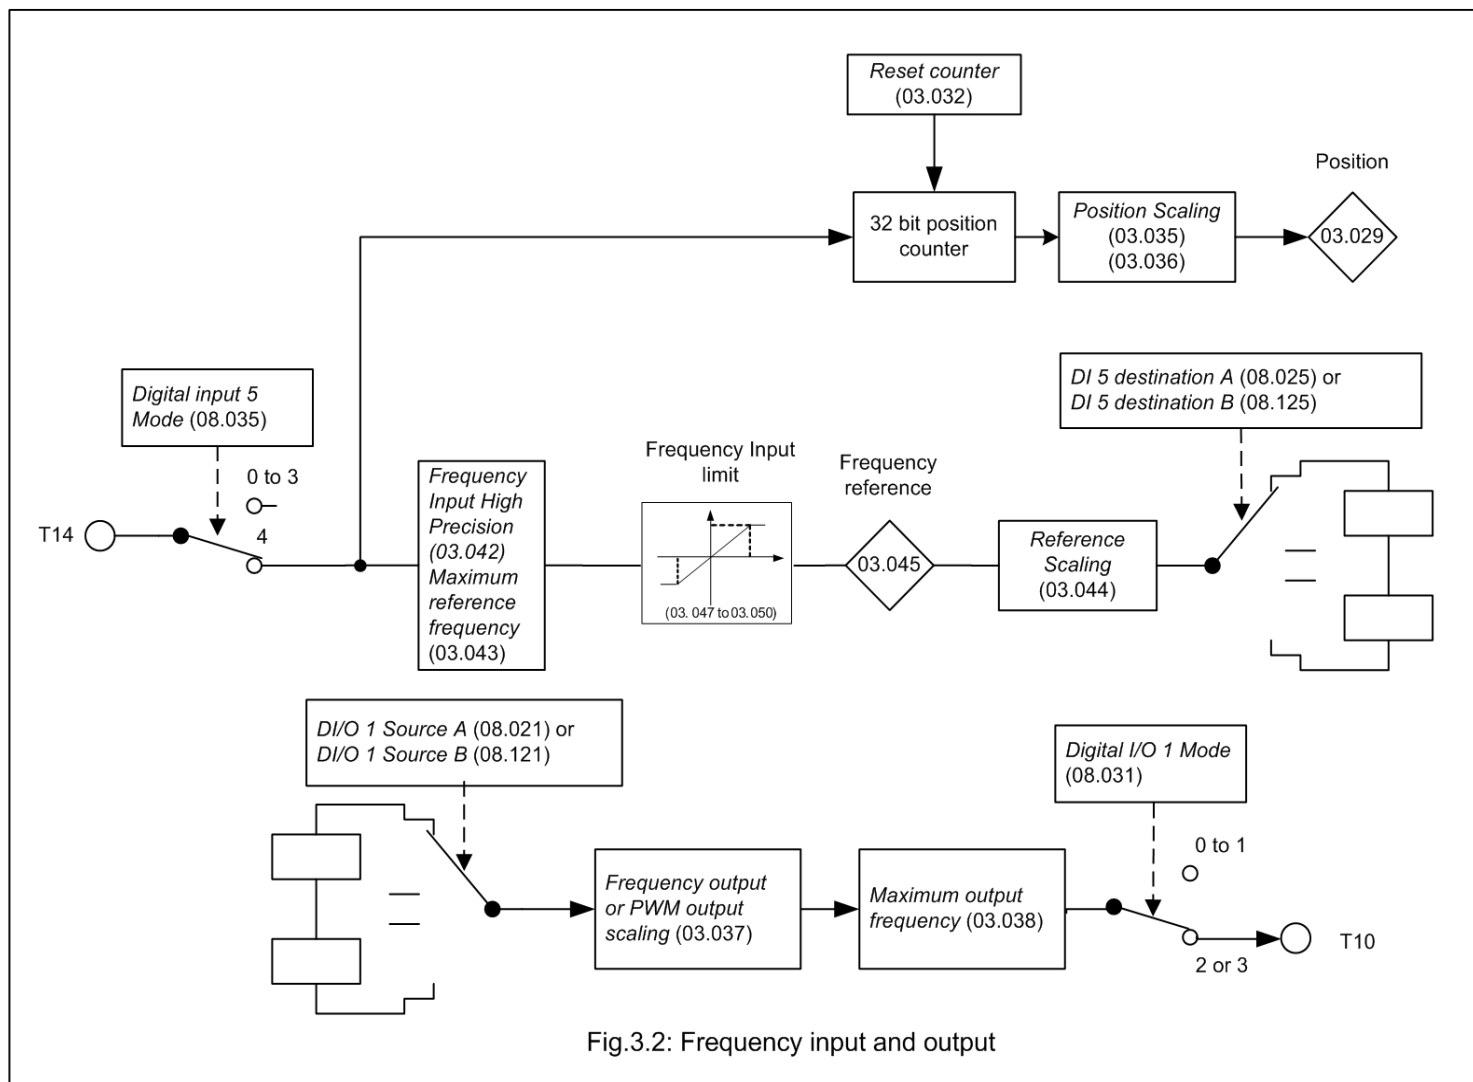 Reset counter
(03.032)
Position
32 bit position
counter
Position Scaling
(03.035)
(03.036)
03.029
Digital input 5
Mode (08.035)
DI 5 destination A (08.025) or
DI 5 destination B (08.125)
0 to 3
4
T14
Frequency
Input High
Precision
(03.042)
Maximum
reference
frequency
(03.043)
Frequency Input
limit
(03. 047 to 03.050)
Frequency
reference
03.045
Reference
Scaling
(03.044)
DI/O 1 Source A (08.021) or
DI/O 1 Source B (08.121)
Digital I/O 1 Mode
(08.031)
Frequency output
or PWM output
scaling (03.037)
Maximum output
frequency (03.038)
0 to 1
2 or 3
T10
Fig.3.2: Frequency input and output